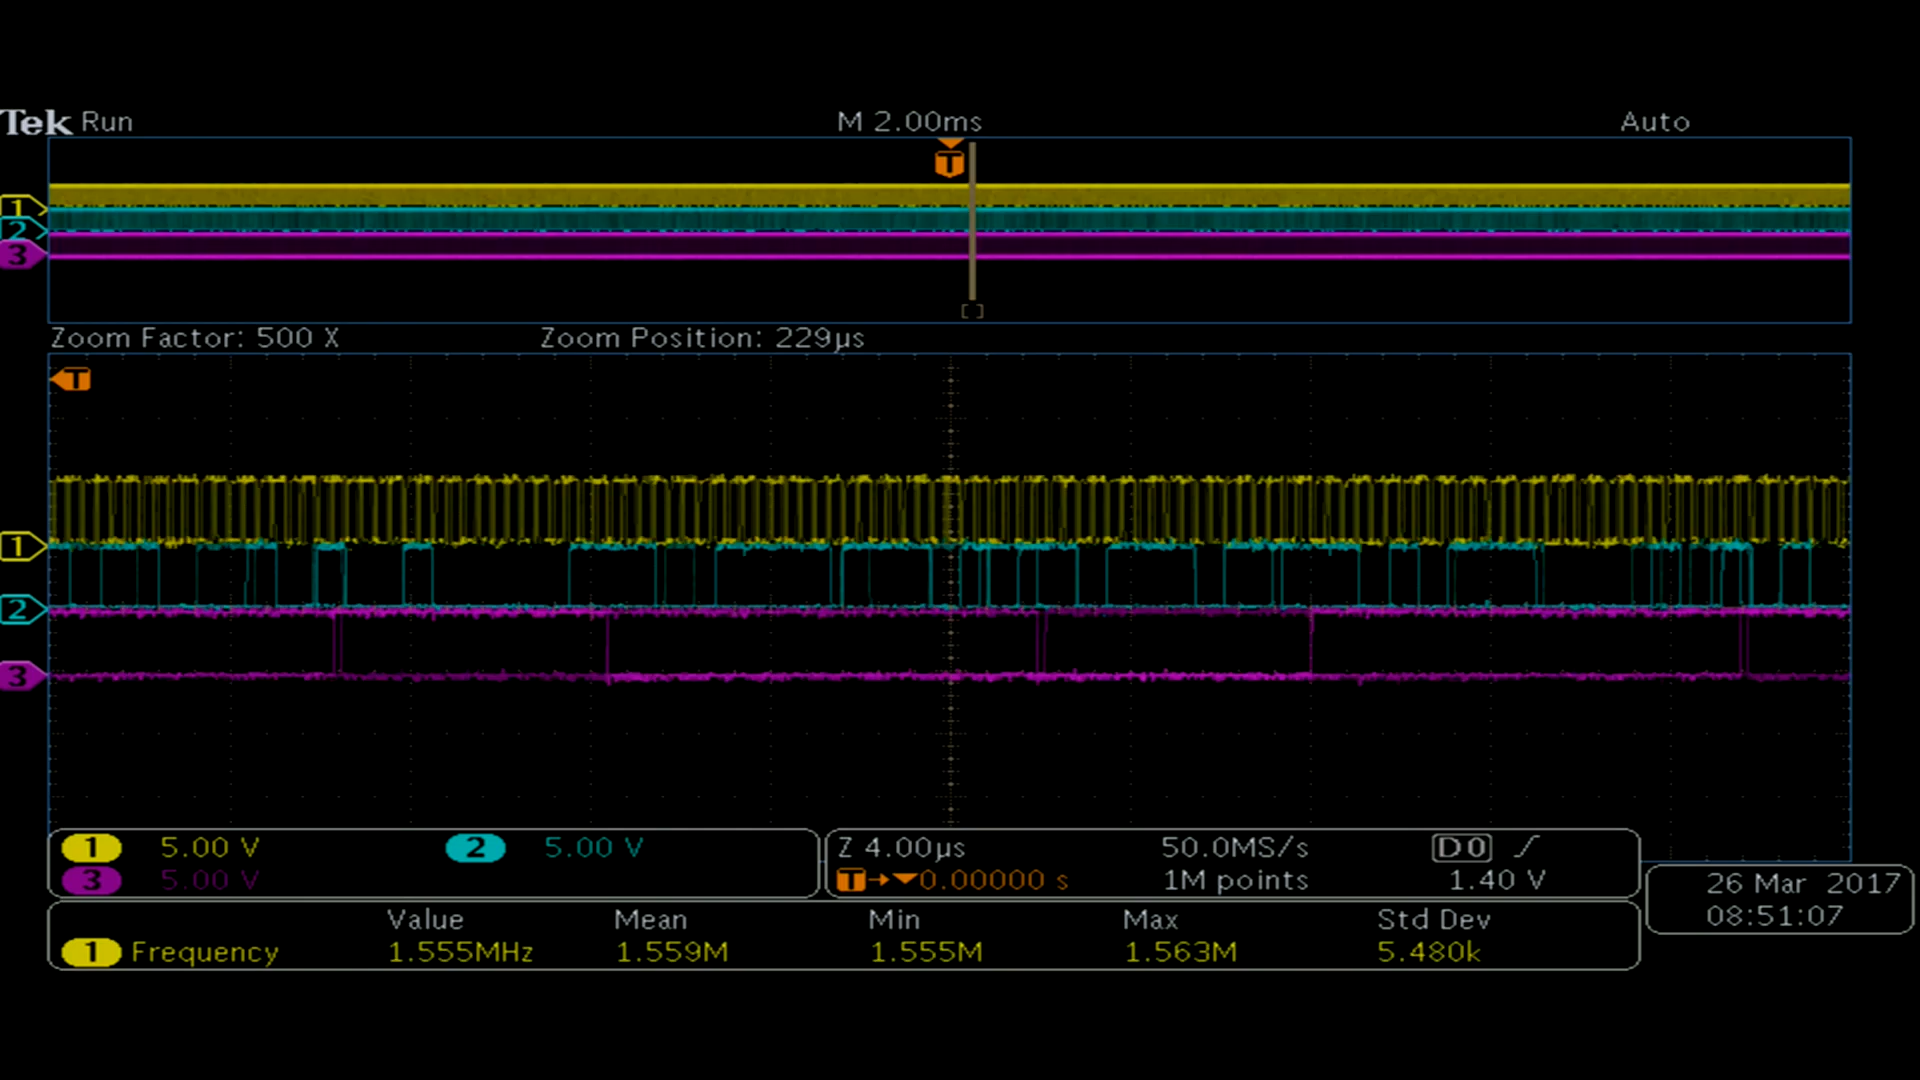 Tek Run M 2.00ms Auto
T
1
2
3
Zoom Factor: 500 X Zoom Position: 229µs
T
1
2
3
1 5.00 V 2 5.00 V
3 5.00 V
Z 4.00µs 50.0MS/s D0
T 0.00000 s 1M points 1.40 V
26 Mar 2017
08:51:07
Value Mean Min Max Std Dev
1 Frequency 1.555MHz 1.559M 1.555M 1.563M 5.480k